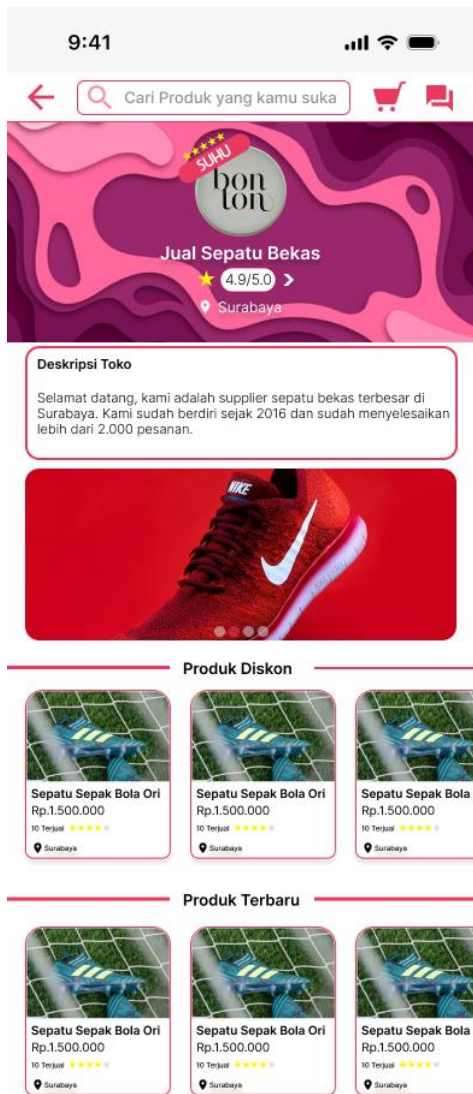 9:41
Cari Produk yang kamu suka
SUHU
bon
ton
Jual Sepatu Bekas
4.9/5.0
Surabaya
Deskripsi Toko
Selamat datang, kami adalah supplier sepatu bekas terbesar di
Surabaya. Kami sudah berdiri sejak 2016 dan sudah menyelesaikan
lebih dari 2.000 pesanan.
NIKE
Produk Diskon
Sepatu Sepak Bola Ori
Rp.1.500.000
10 Terjual
Surabaya
Sepatu Sepak Bola Ori
Rp.1.500.000
10 Terjual
Surabaya
Sepatu Sepak Bola
Rp.1.500.000
10 Terjual
Surabaya
Produk Terbaru
Sepatu Sepak Bola Ori
Rp.1.500.000
10 Terjual
Surabaya
Sepatu Sepak Bola Ori
Rp.1.500.000
10 Terjual
Surabaya
Sepatu Sepak Bola
Rp.1.500.000
10 Terjual
Surabaya